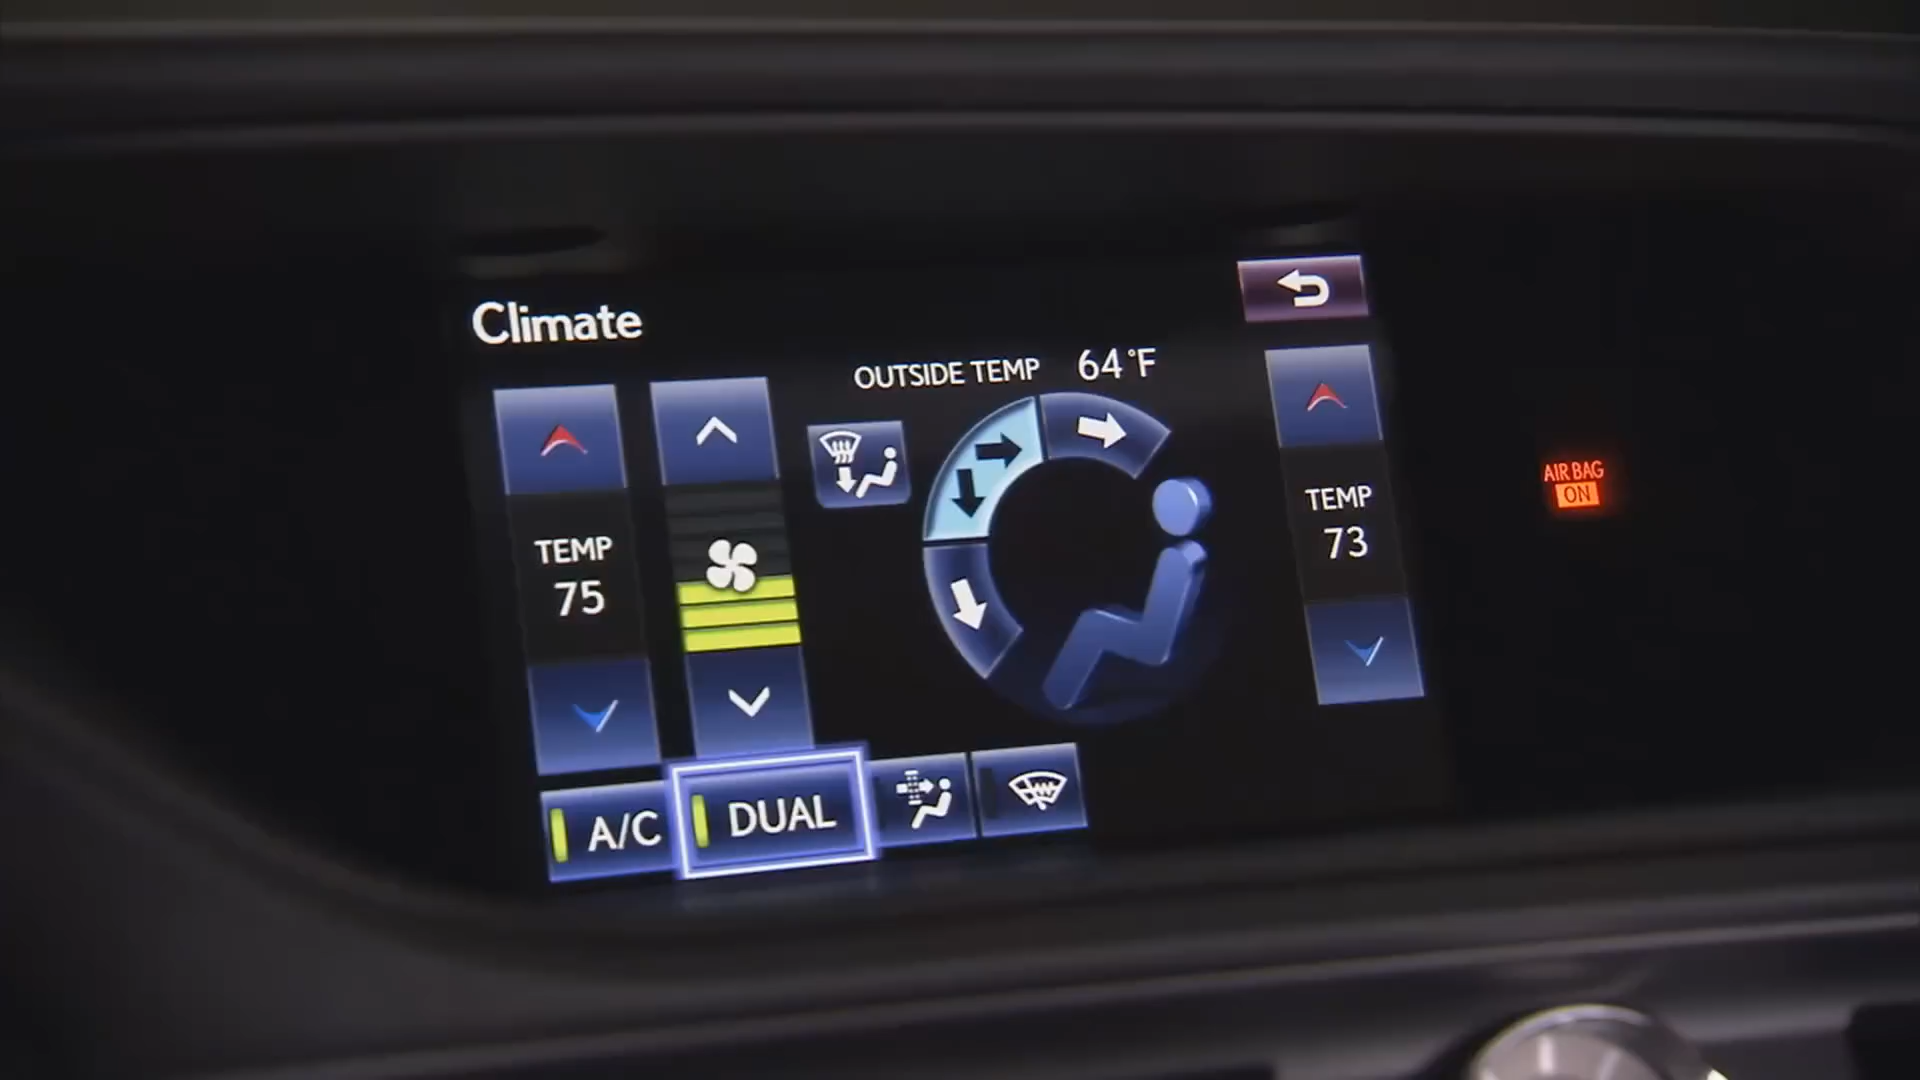 Climate
OUTSIDE TEMP 64°F
TEMP
75
TEMP
73
AIR BAG
ON
A/C
DUAL